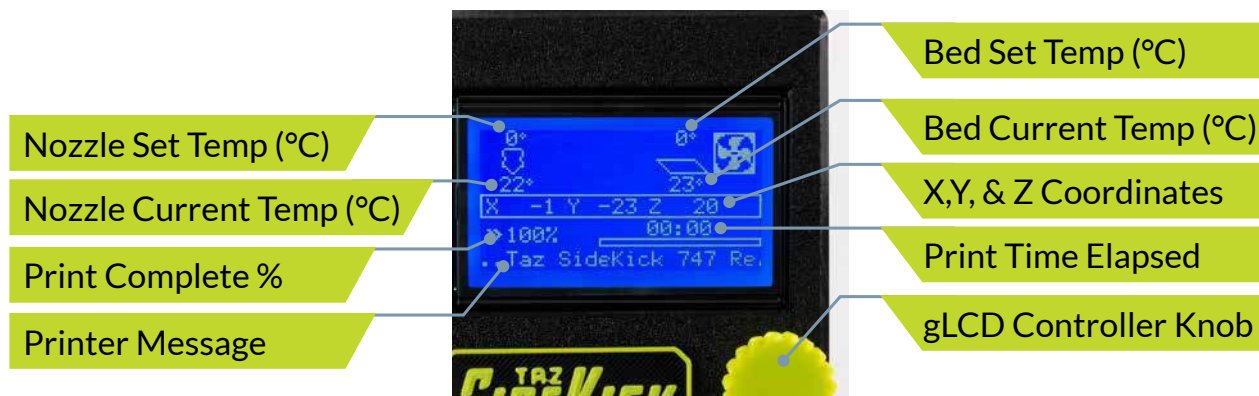 Nozzle Set Temp (°C)
Nozzle Current Temp (°C)
Print Complete %
Printer Message
0°
0°
22°
23°
X -1 Y -23 Z 20
100%
00:00
Taz SideKick 747 Re
TAZ
SIDEKICK
Bed Set Temp (°C)
Bed Current Temp (°C)
X,Y, & Z Coordinates
Print Time Elapsed
gLCD Controller Knob